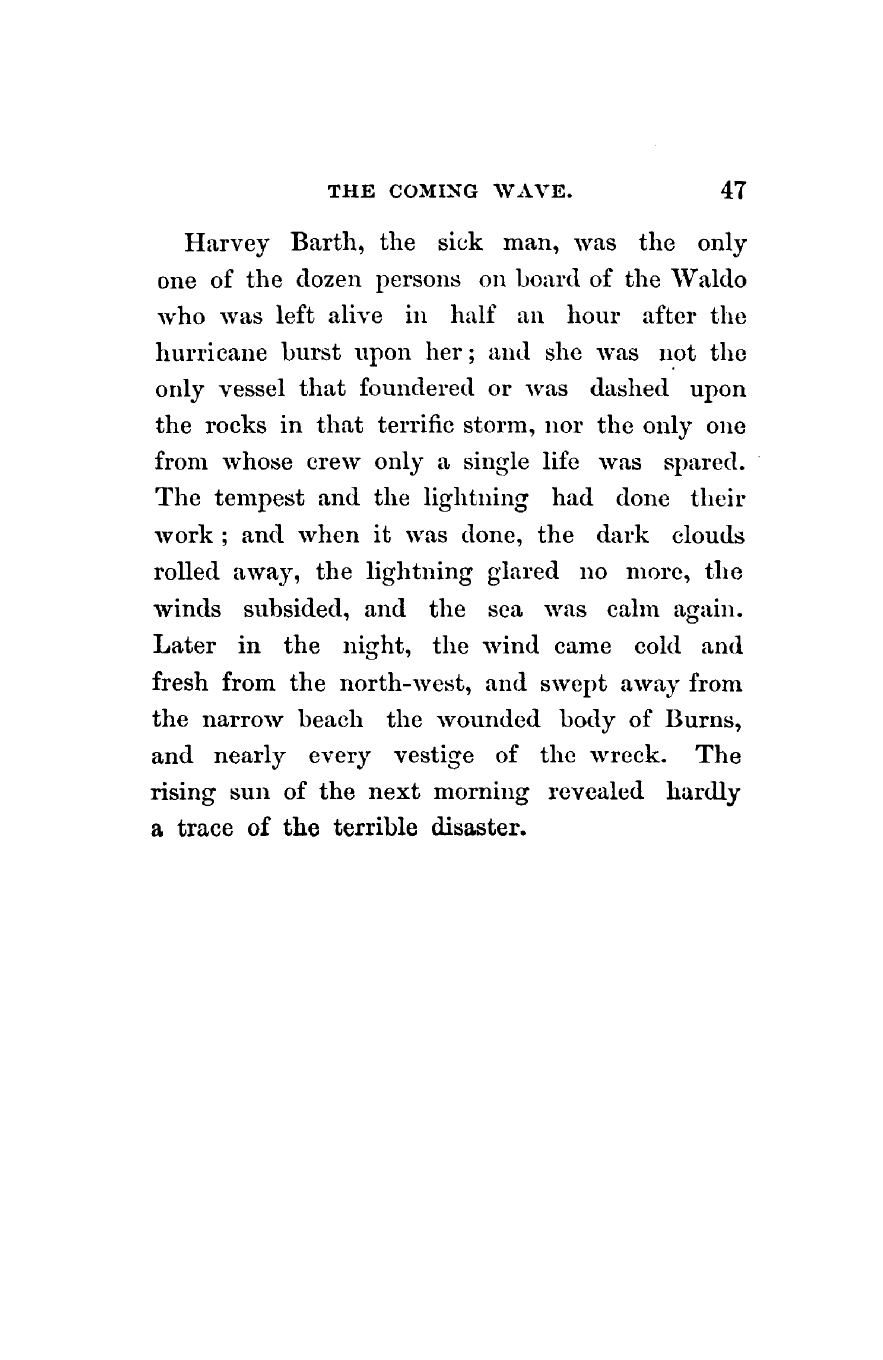 THE COMING WAVE. 47
Harvey Barth, the sick man, was the only
one of the dozen persons on board of the Waldo
who was left alive in half an hour after the
hurricane burst upon her; and she was not the
only vessel that foundered or was dashed upon
the rocks in that terrific storm, nor the only one
from whose crew only a single life was spared.
The tempest and the lightning had done their
work; and when it was done, the dark clouds
rolled away, the lightning glared no more, the
winds subsided, and the sea was calm again.
Later in the night, the wind came cold and
fresh from the north-west, and swept away from
the narrow beach the wounded body of Burns,
and nearly every vestige of the wreck. The
rising sun of the next morning revealed hardly
a trace of the terrible disaster.